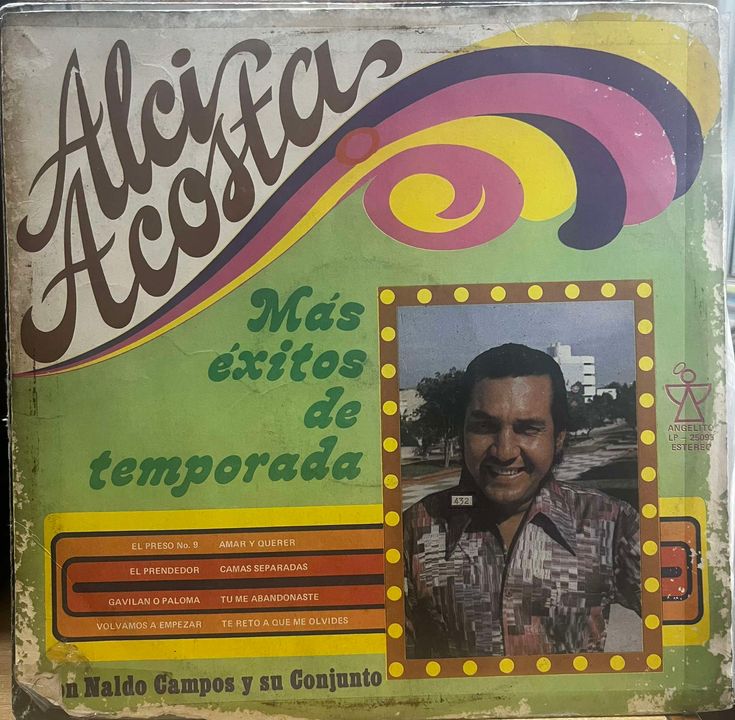 Alci
Acosta
Más
éxitos
de
temporada
ANGELITO
LP - 25093
ESTEREO
432
EL PRESO No. 9 AMAR Y QUERER
EL PRENDEDOR CAMAS SEPARADAS
GAVILAN O PALOMA TU ME ABANDONASTE
VOLVAMOS A EMPEZAR TE RETO A QUE ME OLVIDES
on Naldo Campos y su Conjunto